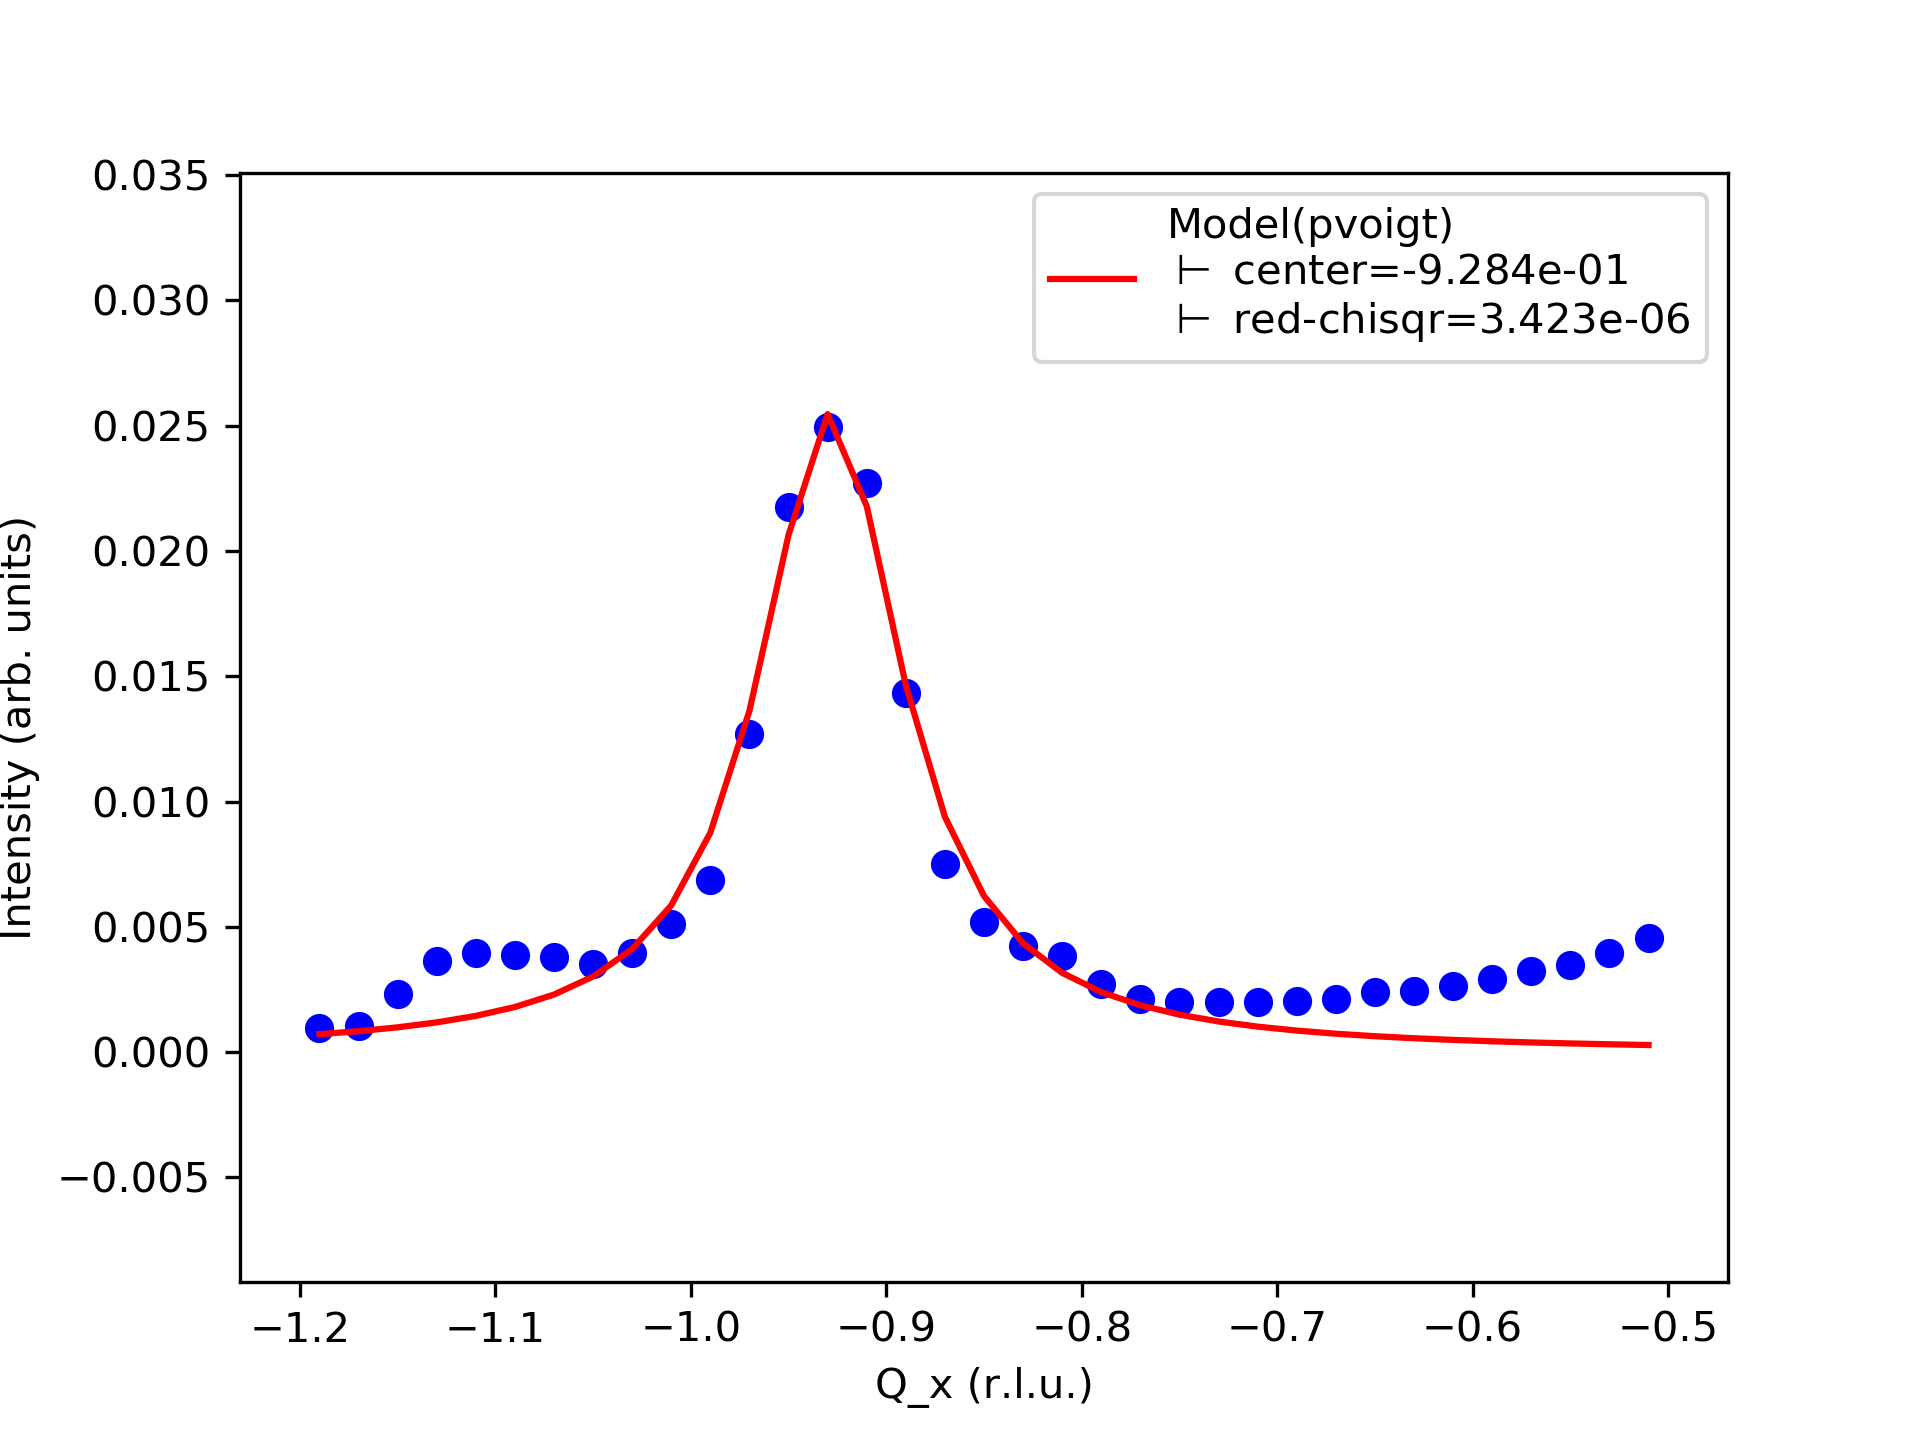 0.035
0.030
0.025
0.020
0.015
0.010
0.005
0.000
−0.005
Intensity (arb. units)
Model(pvoigt)
⊢ center=-9.284e-01
⊢ red-chisqr=3.423e-06
−1.2 −1.1 −1.0 −0.9 −0.8 −0.7 −0.6 −0.5
Q_x (r.l.u.)